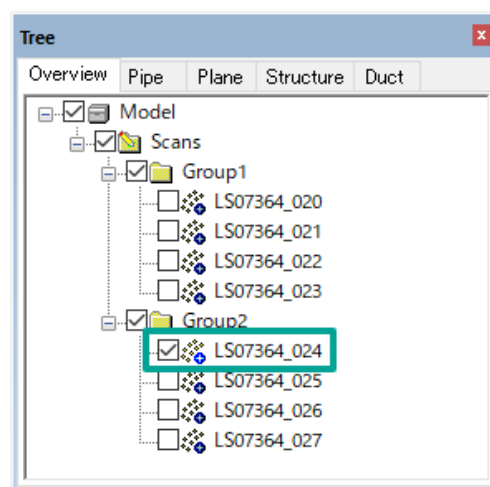 Tree
Overview Pipe Plane Structure Duct
Model
Scans
Group1
LS07364_020
LS07364_021
LS07364_022
LS07364_023
Group2
LS07364_024
LS07364_025
LS07364_026
LS07364_027